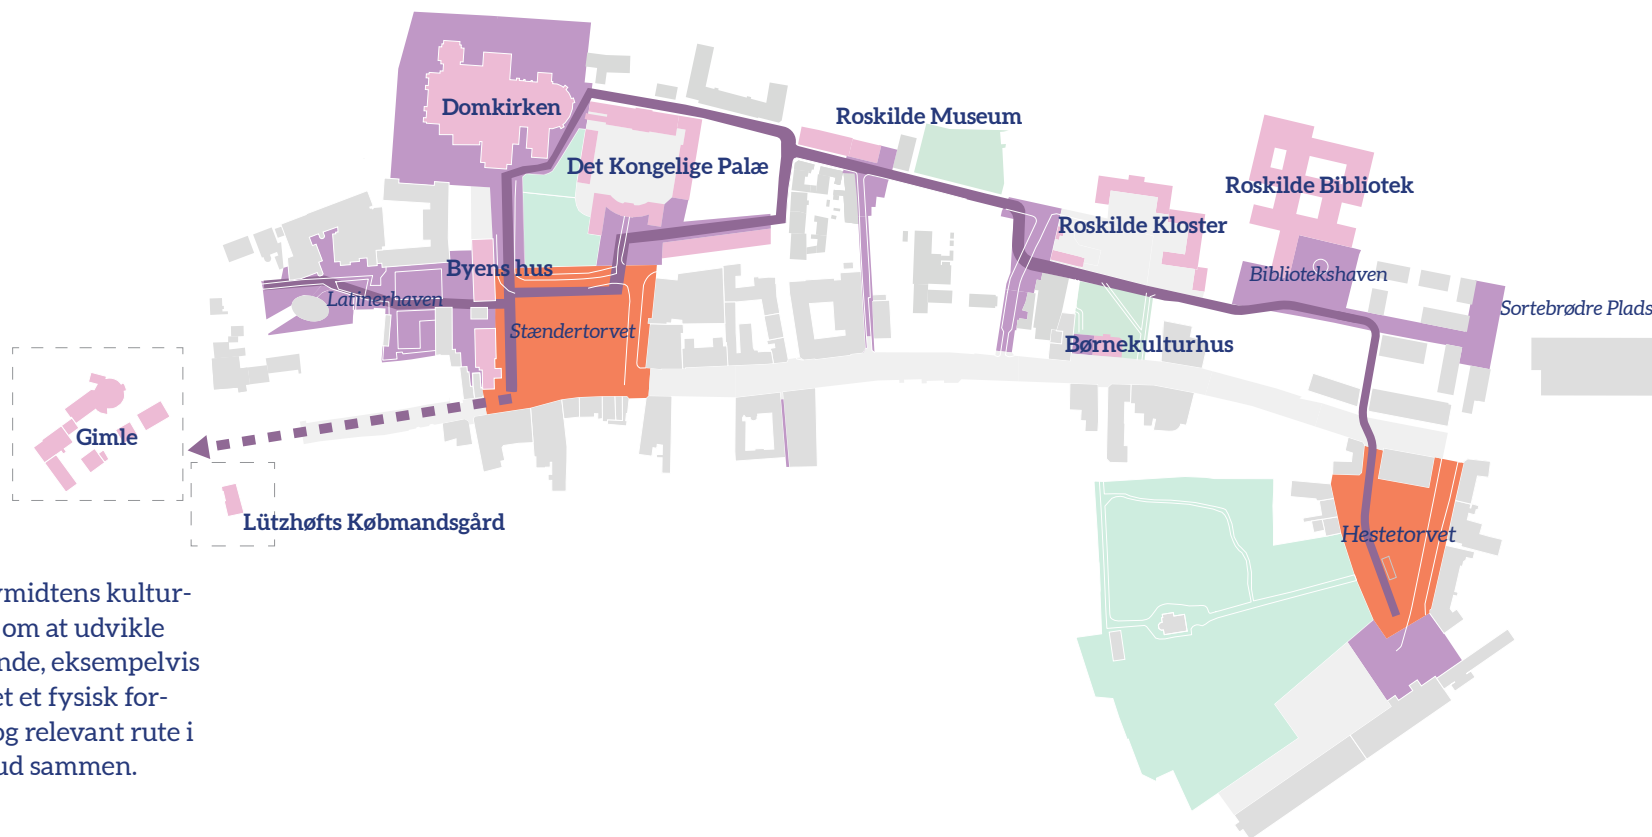 Domkirken
Roskilde Museum
Det Kongelige Palæ
Roskilde Bibliotek
Roskilde Kloster
Byens hus
Bibliotekshaven
Latinerhaven
Sortebrødre Plads
Stændertorvet
Børnekulturhus
Gimle
Lützhøfts Købmandsgård
Hestetorvet
ymidtens kultur-
om at udvikle
nde, eksempelvis
et et fysisk for-
og relevant rute i
ud sammen.